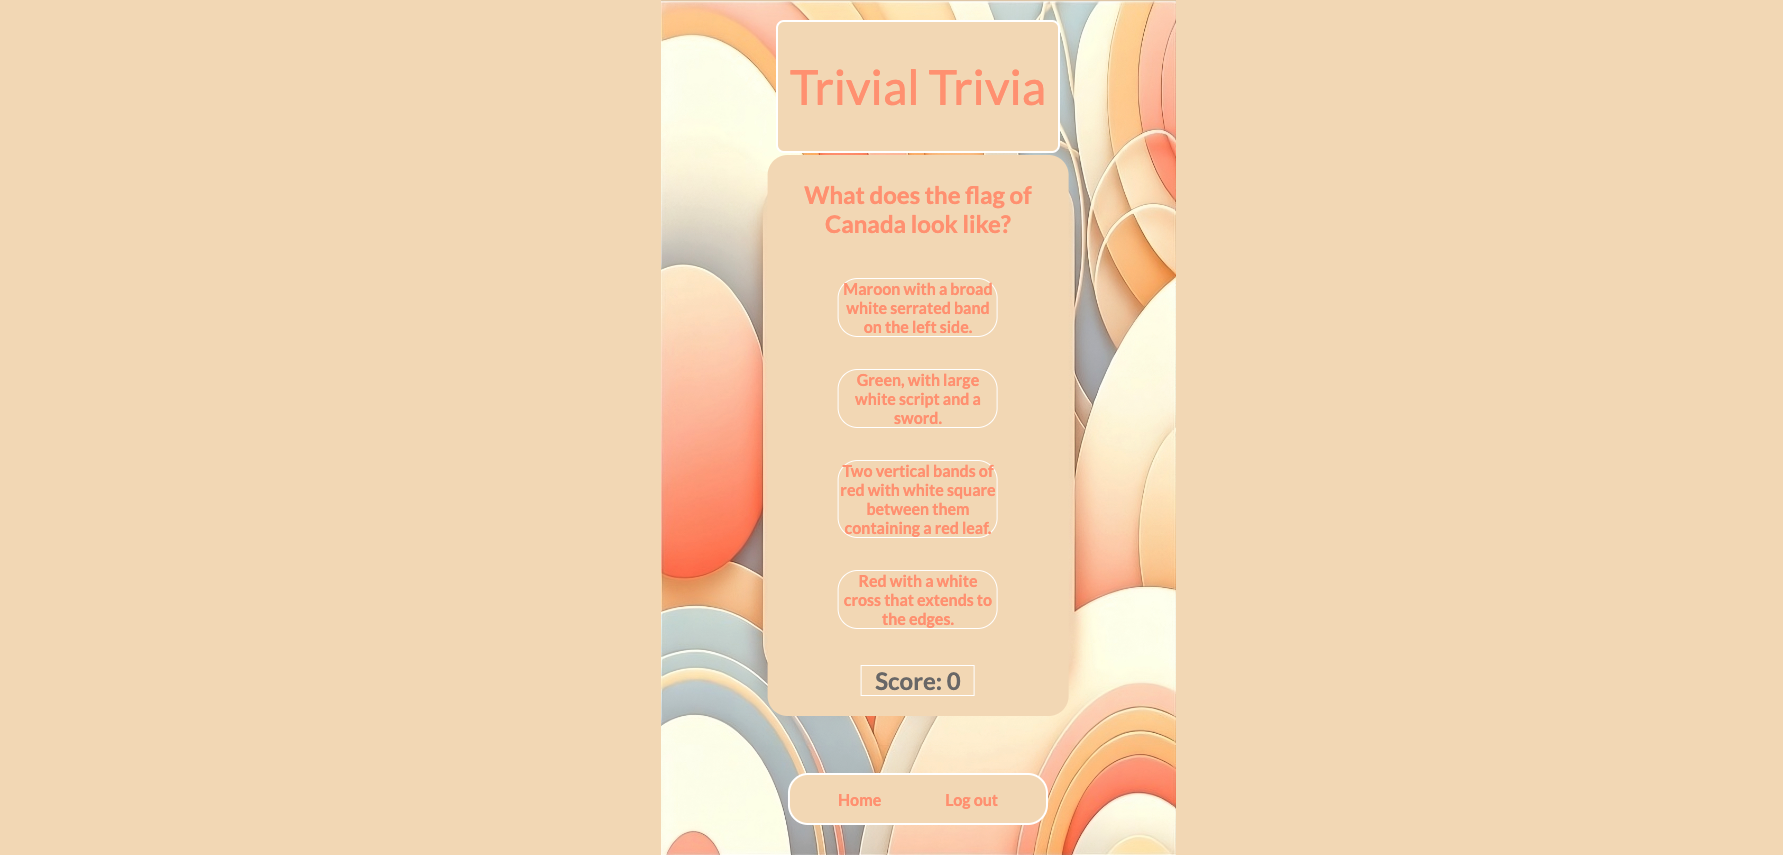 Trivial Trivia
What does the flag of
Canada look like?
Maroon with a broad
white serrated band
on the left side.
Green, with large
white script and a
sword.
Two vertical bands of
red with white square
between them
containing a red leaf.
Red with a white
cross that extends to
the edges.
Score: 0
Home
Log out